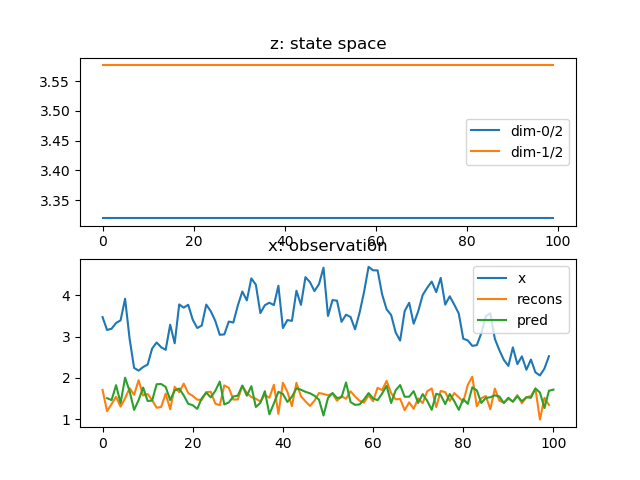 z: state space
3.55
3.50
3.45
3.40
3.35
dim-0/2
dim-1/2
0 20 40 60 80 100
x: observation
4
3
2
1
x
recons
pred
0 20 40 60 80 100